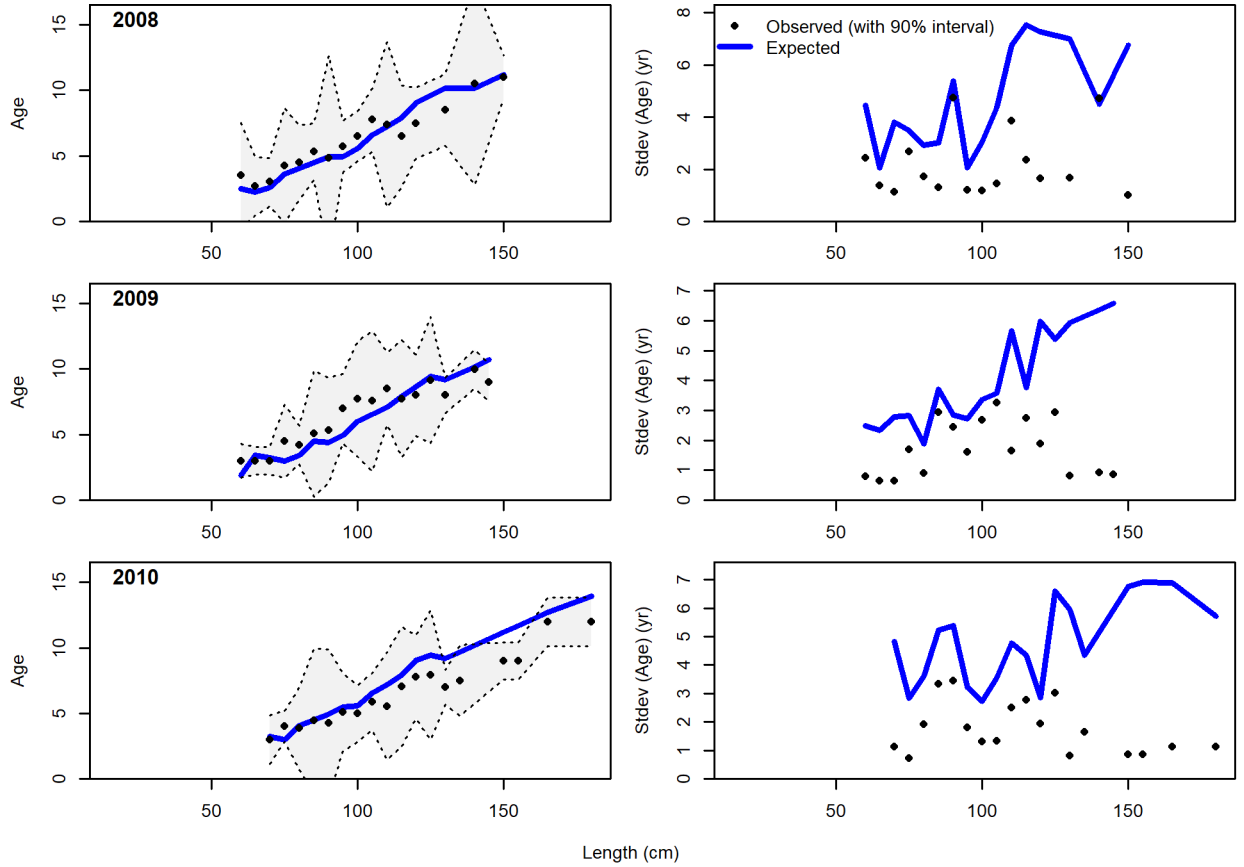 2008
Age
0 5 10 15
50 100 150
Stdev (Age) (yr)
0 2 4 6 8
Observed (with 90% interval)
Expected
50 100 150
2009
Age
0 5 10 15
50 100 150
Stdev (Age) (yr)
0 1 2 3 4 5 6 7
50 100 150
2010
Age
0 5 10 15
50 100 150
Stdev (Age) (yr)
0 1 2 3 4 5 6 7
50 100 150
Length (cm)